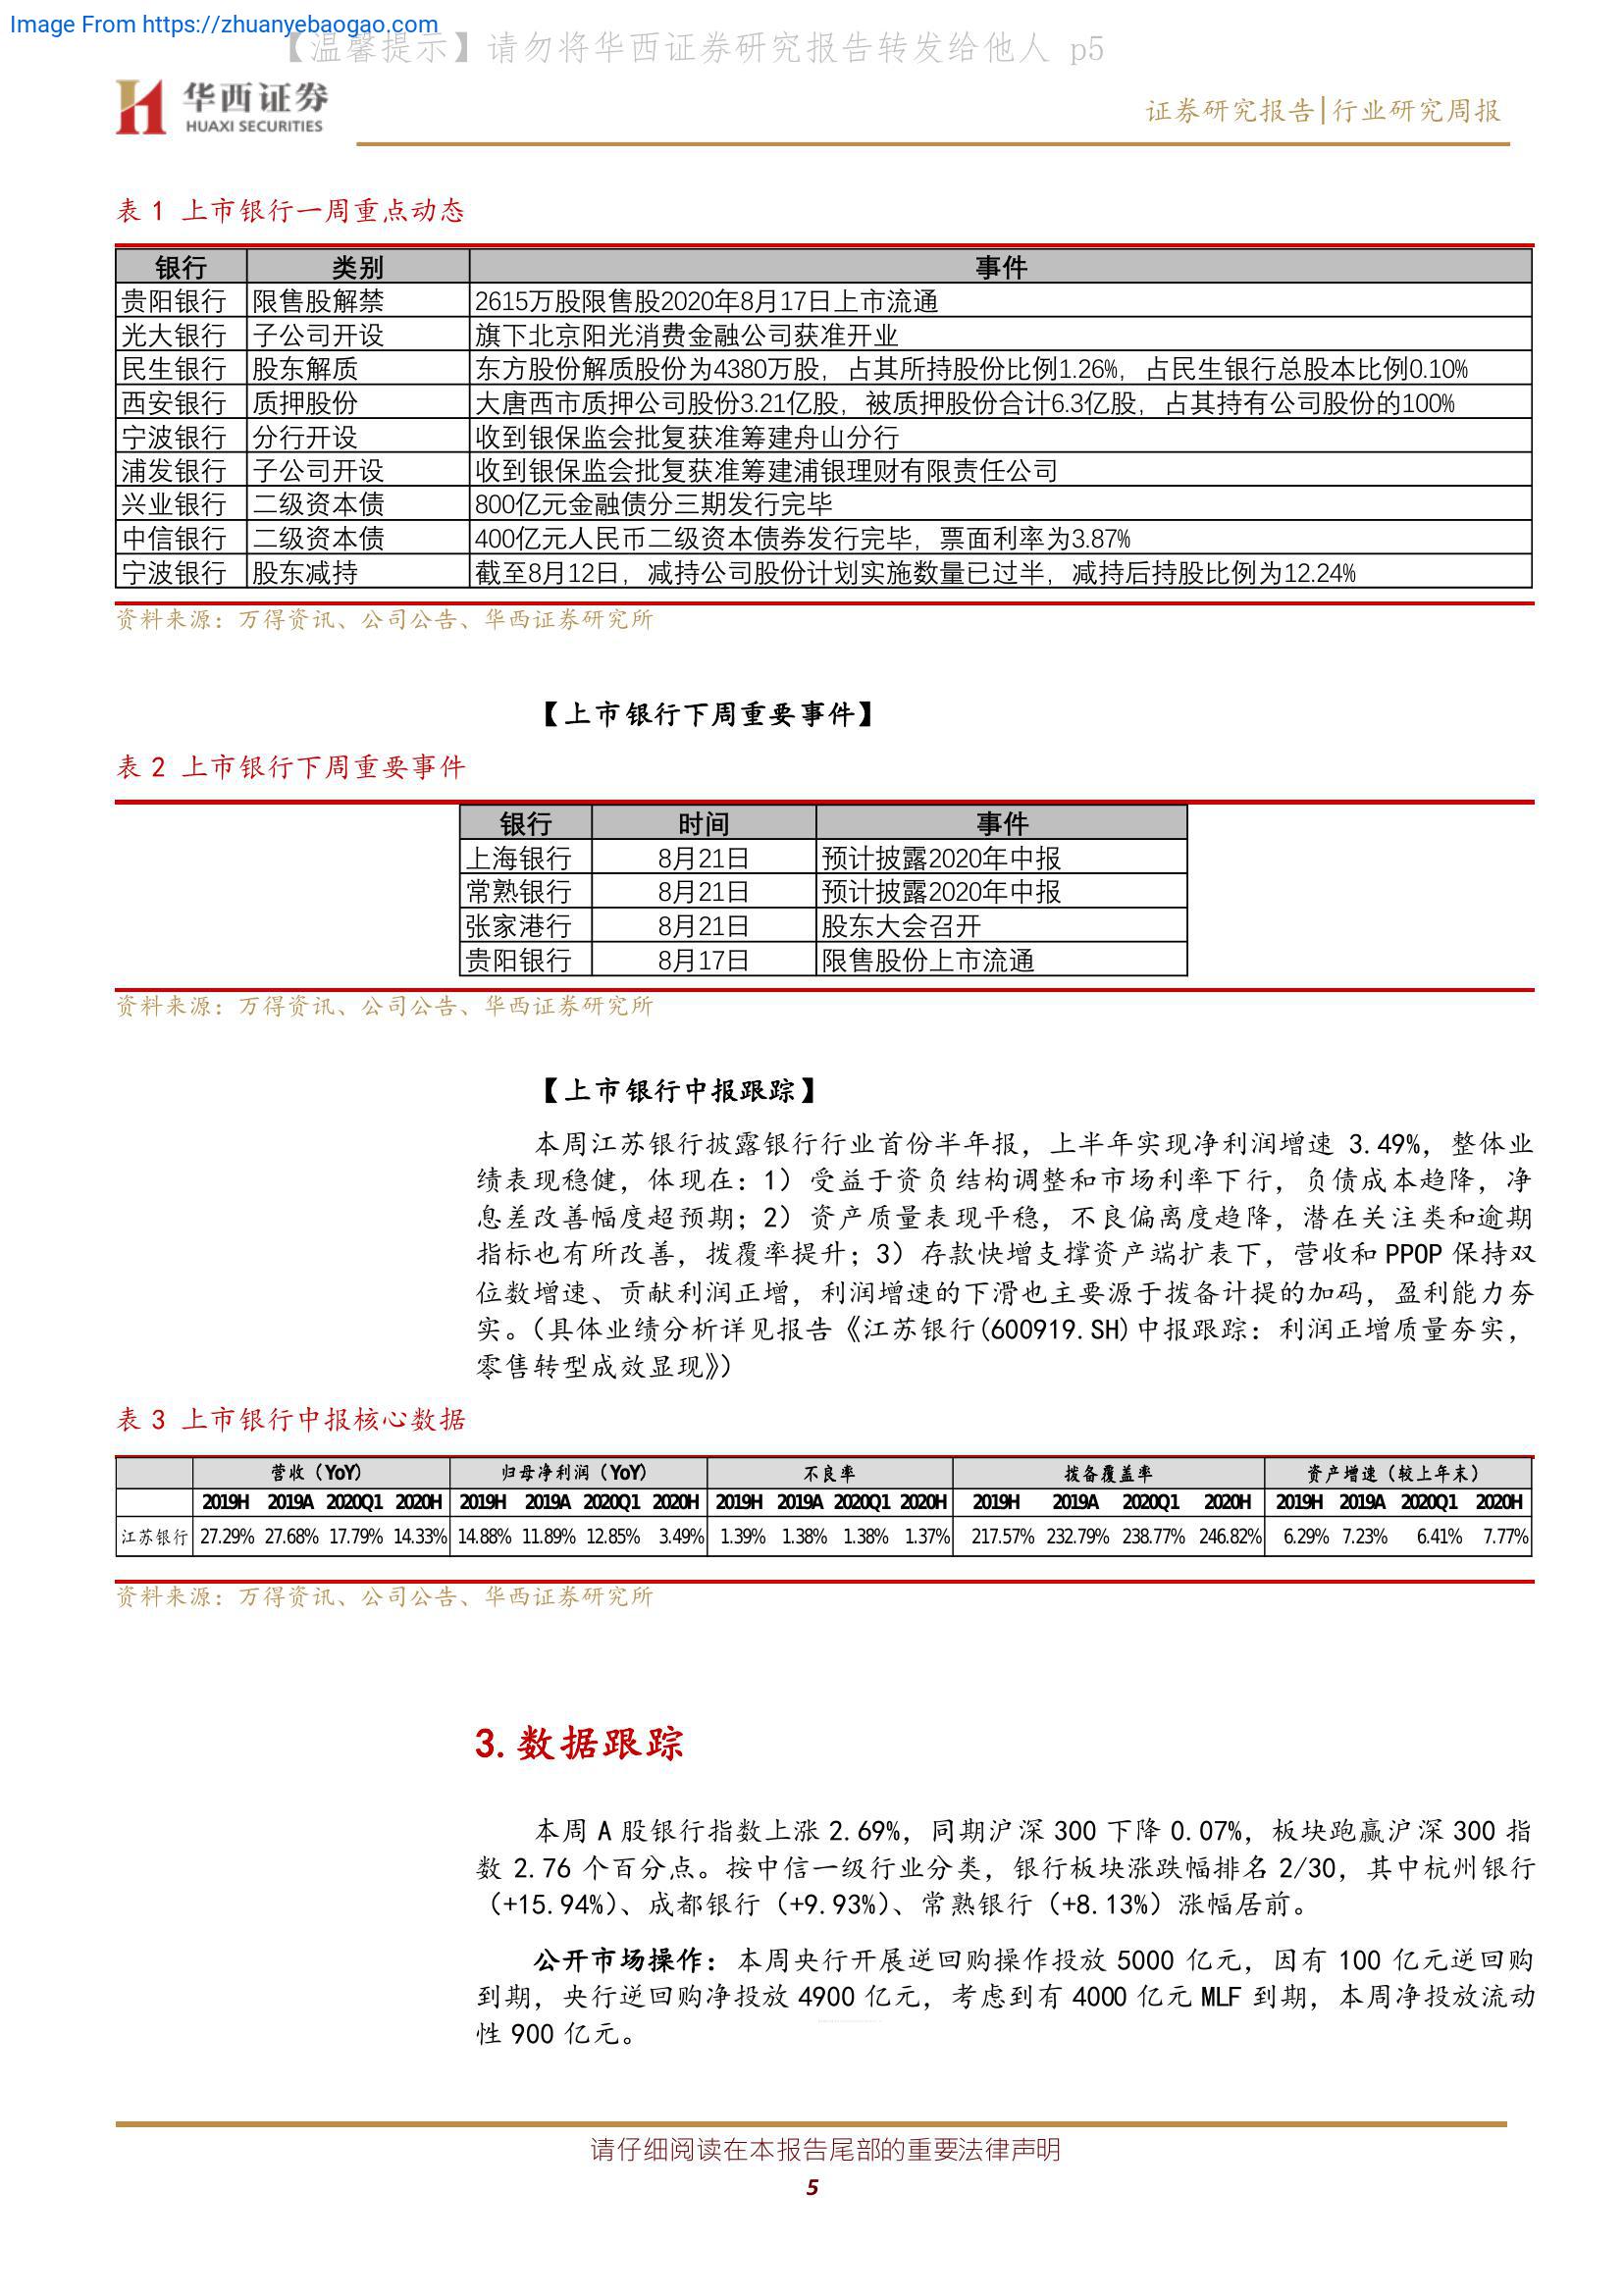 Image From https://zhuanyebaogao.com
【温馨提示】请勿将华西证券研究报告转发给他人 p5
华西证券
HUAXI SECURITIES
证券研究报告|行业研究周报
表 1 上市银行一周重点动态
银行 类别 事件
贵阳银行 限售股解禁 2615万股限售股2020年8月17日上市流通
光大银行 子公司开设 旗下北京阳光消费金融公司获准开业
民生银行 股东解质 东方股份解质股份为4380万股，占其所持股份比例1.26%，占民生银行总股本比例0.10%
西安银行 质押股份 大唐西市质押公司股份3.21亿股，被质押股份合计6.3亿股，占其持有公司股份的100%
宁波银行 分行开设 收到银保监会批复获准筹建舟山分行
浦发银行 子公司开设 收到银保监会批复获准筹建浦银理财有限责任公司
兴业银行 二级资本债 800亿元金融债分三期发行完毕
中信银行 二级资本债 400亿元人民币二级资本债券发行完毕，票面利率为3.87%
宁波银行 股东减持 截至8月12日，减持公司股份计划实施数量已过半，减持后持股比例为12.24%
资料来源：万得资讯、公司公告、华西证券研究所
【上市银行下周重要事件】
表 2 上市银行下周重要事件
银行 时间 事件
上海银行 8月21日 预计披露2020年中报
常熟银行 8月21日 预计披露2020年中报
张家港行 8月21日 股东大会召开
贵阳银行 8月17日 限售股份上市流通
资料来源：万得资讯、公司公告、华西证券研究所
【上市银行中报跟踪】
本周江苏银行披露银行行业首份半年报，上半年实现净利润增速 3.49%，整体业
绩表现稳健，体现在：1）受益于资负结构调整和市场利率下行，负债成本趋降，净
息差改善幅度超预期；2）资产质量表现平稳，不良偏离度趋降，潜在关注类和逾期
指标也有所改善，拨覆率提升；3）存款快增支撑资产端扩表下，营收和 PPOP 保持双
位数增速、贡献利润正增，利润增速的下滑也主要源于拨备计提的加码，盈利能力夯
实。（具体业绩分析详见报告《江苏银行(600919.SH)中报跟踪：利润正增质量夯实，
零售转型成效显现》）
表 3 上市银行中报核心数据
营收（YoY） 归母净利润（YoY） 不良率 拨备覆盖率 资产增速（较上年末）
2019H 2019A 2020Q1 2020H 2019H 2019A 2020Q1 2020H 2019H 2019A 2020Q1 2020H 2019H 2019A 2020Q1 2020H 2019H 2019A 2020Q1 2020H
江苏银行 27.29% 27.68% 17.79% 14.33% 14.88% 11.89% 12.85% 3.49% 1.39% 1.38% 1.38% 1.37% 217.57% 232.79% 238.77% 246.82% 6.29% 7.23% 6.41% 7.77%
资料来源：万得资讯、公司公告、华西证券研究所
3.数据跟踪
本周 A 股银行指数上涨 2.69%，同期沪深 300 下降 0.07%，板块跑赢沪深 300 指
数 2.76 个百分点。按中信一级行业分类，银行板块涨跌幅排名 2/30，其中杭州银行
（+15.94%）、成都银行（+9.93%）、常熟银行（+8.13%）涨幅居前。
公开市场操作：本周央行开展逆回购操作投放 5000 亿元，因有 100 亿元逆回购
到期，央行逆回购净投放 4900 亿元，考虑到有 4000 亿元 MLF 到期，本周净投放流动
性 900 亿元。
请仔细阅读在本报告尾部的重要法律声明
5